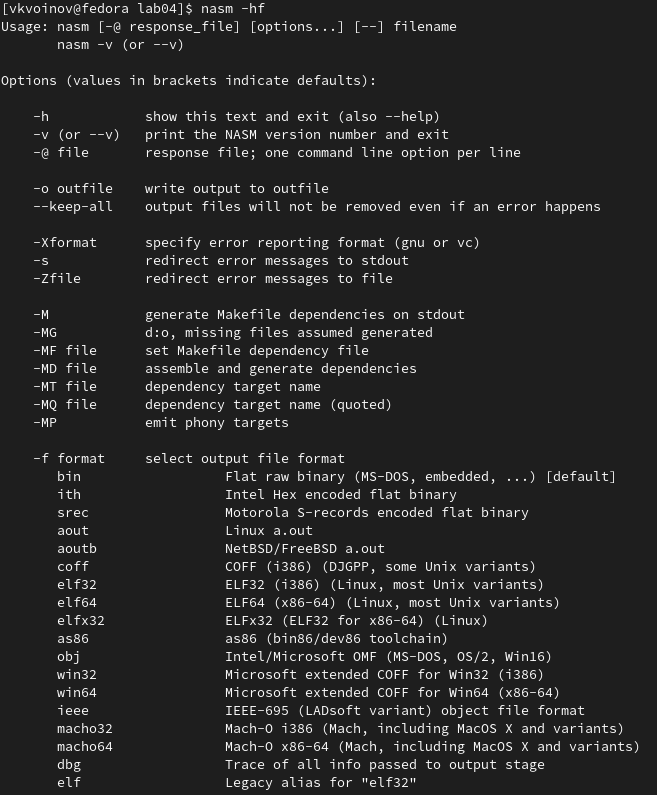 [vkvoinov@fedora lab04]$ nasm -hf
Usage: nasm [-@ response_file] [options...] [--] filename
       nasm -v (or --v)

Options (values in brackets indicate defaults):

    -h            show this text and exit (also --help)
    -v (or --v)   print the NASM version number and exit
    -@ file       response file; one command line option per line

    -o outfile    write output to outfile
    --keep-all    output files will not be removed even if an error happens

    -Xformat      specify error reporting format (gnu or vc)
    -s            redirect error messages to stdout
    -Zfile        redirect error messages to file

    -M            generate Makefile dependencies on stdout
    -MG           d:o, missing files assumed generated
    -MF file      set Makefile dependency file
    -MD file      assemble and generate dependencies
    -MT file      dependency target name
    -MQ file      dependency target name (quoted)
    -MP           emit phony targets

    -f format     select output file format
       bin                  Flat raw binary (MS-DOS, embedded, ...) [default]
       ith                  Intel Hex encoded flat binary
       srec                 Motorola S-records encoded flat binary
       aout                 Linux a.out
       aoutb                NetBSD/FreeBSD a.out
       coff                 COFF (i386) (DJGPP, some Unix variants)
       elf32                ELF32 (i386) (Linux, most Unix variants)
       elf64                ELF64 (x86-64) (Linux, most Unix variants)
       elfx32               ELFx32 (ELF32 for x86-64) (Linux)
       as86                 as86 (bin86/dev86 toolchain)
       obj                  Intel/Microsoft OMF (MS-DOS, OS/2, Win16)
       win32                Microsoft extended COFF for Win32 (i386)
       win64                Microsoft extended COFF for Win64 (x86-64)
       ieee                 IEEE-695 (LADsoft variant) object file format
       macho32              Mach-O i386 (Mach, including MacOS X and variants)
       macho64              Mach-O x86-64 (Mach, including MacOS X and variants)
       dbg                  Trace of all info passed to output stage
       elf                  Legacy alias for "elf32"